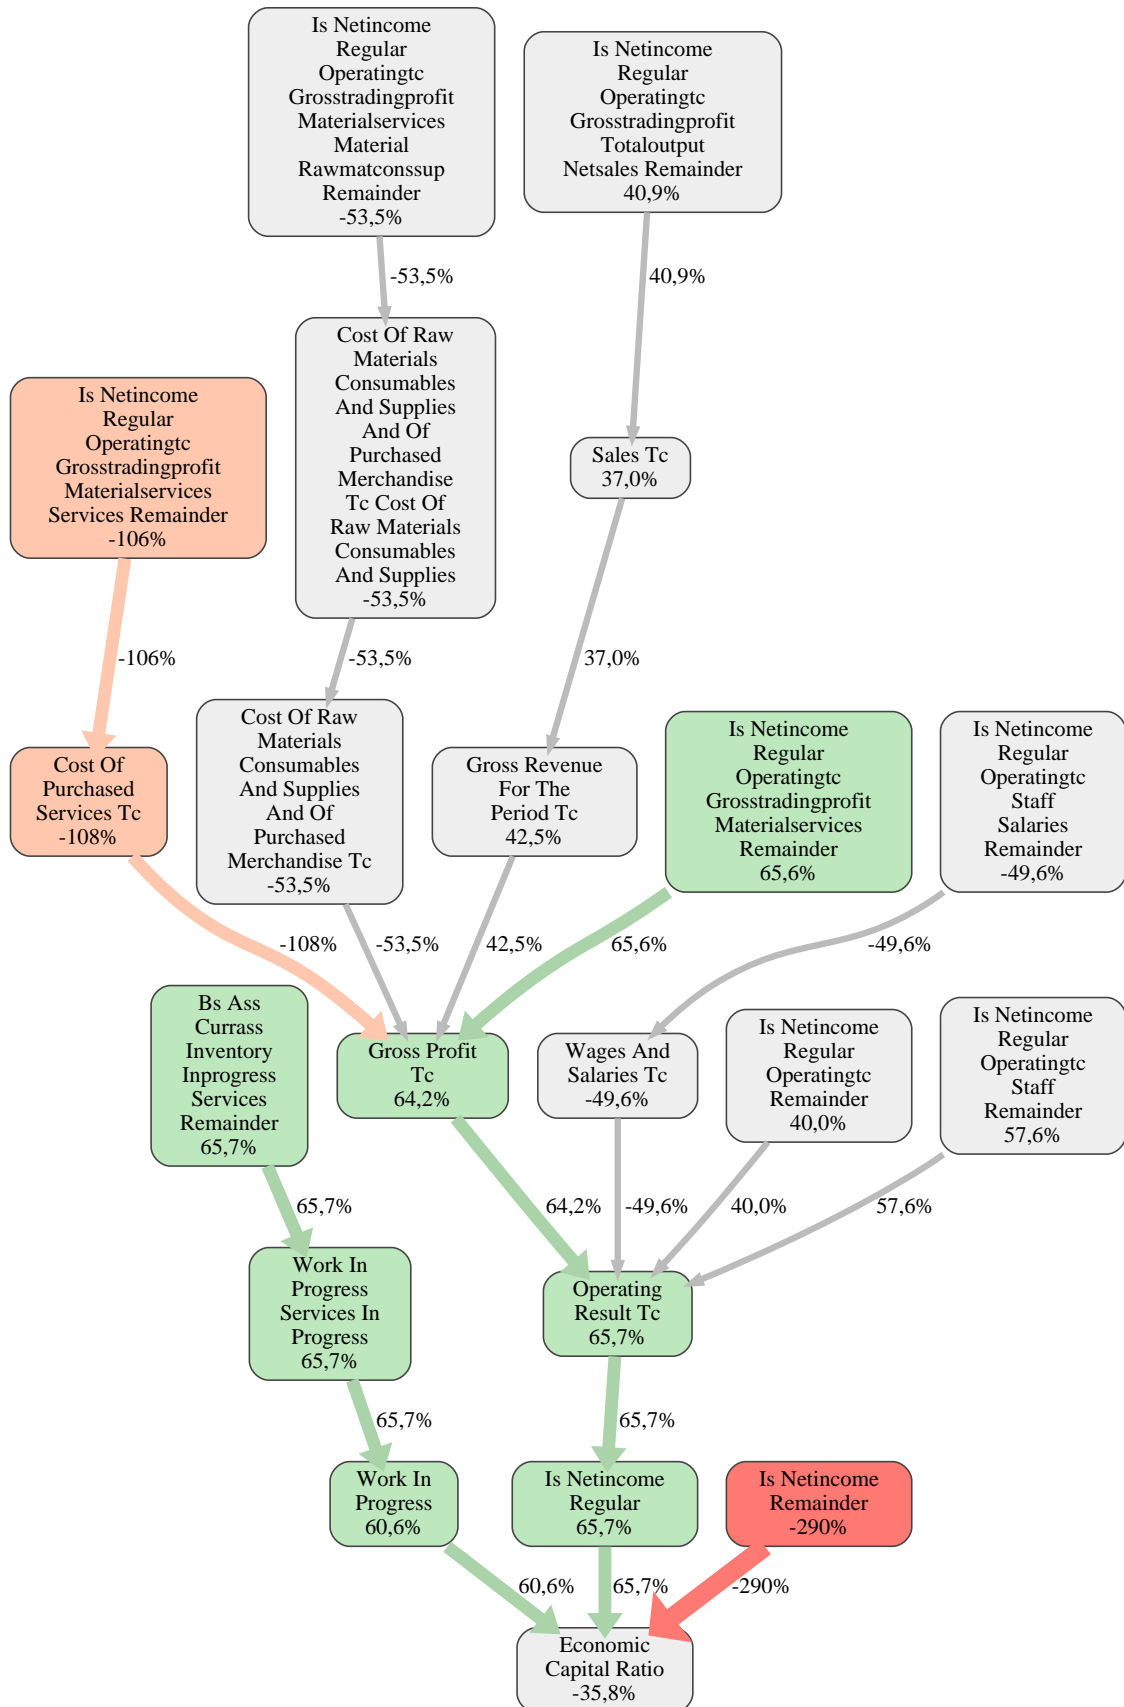 Is Netincome
Regular
Operatingtc
Grosstradingprofit
Materialservices
Material
Rawmatconssup
Remainder
-53,5%
Is Netincome
Regular
Operatingtc
Grosstradingprofit
Totaloutput
Netsales Remainder
40,9%
-53,5%
40,9%
Cost Of Raw
Materials
Consumables
And Supplies
And Of
Purchased
Merchandise
Tc Cost Of
Raw Materials
Consumables
And Supplies
-53,5%
Is Netincome
Regular
Operatingtc
Grosstradingprofit
Materialservices
Services Remainder
-106%
Sales Tc
37,0%
-106%
-53,5%
37,0%
Cost Of
Purchased
Services Tc
-108%
Cost Of Raw
Materials
Consumables
And Supplies
And Of
Purchased
Merchandise Tc
-53,5%
Gross Revenue
For The
Period Tc
42,5%
Is Netincome
Regular
Operatingtc
Grosstradingprofit
Materialservices
Remainder
65,6%
Is Netincome
Regular
Operatingtc
Staff
Salaries
Remainder
-49,6%
-108%
-53,5%
42,5%
65,6%
-49,6%
Bs Ass
Currass
Inventory
Inprogress
Services
Remainder
65,7%
Gross Profit
Tc
64,2%
Wages And
Salaries Tc
-49,6%
Is Netincome
Regular
Operatingtc
Remainder
40,0%
Is Netincome
Regular
Operatingtc
Staff
Remainder
57,6%
65,7%
64,2%
-49,6%
40,0%
57,6%
Work In
Progress
Services In
Progress
65,7%
Operating
Result Tc
65,7%
65,7%
65,7%
Work In
Progress
60,6%
Is Netincome
Regular
65,7%
Is Netincome
Remainder
-290%
60,6%
65,7%
-290%
Economic
Capital Ratio
-35,8%